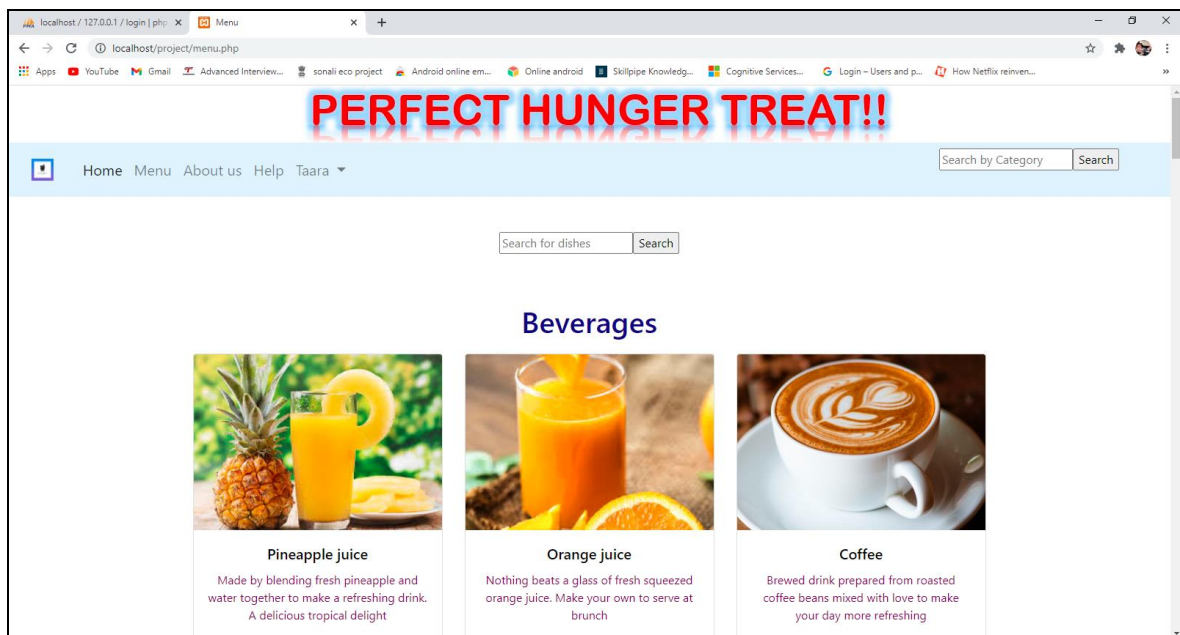 localhost / 127.0.0.1 / login | php
Menu
localhost/project/menu.php
Apps YouTube Gmail Advanced Interview... sonali eco project Android online em... Online android Skillpipe Knowledg... Cognitive Services... Login – Users and p... How Netflix reinven... »
PERFECT HUNGER TREAT!!
Home Menu About us Help Taara
Search by Category Search
Search for dishes Search
Beverages
Pineapple juice
Made by blending fresh pineapple and
water together to make a refreshing drink.
A delicious tropical delight
Orange juice
Nothing beats a glass of fresh squeezed
orange juice. Make your own to serve at
brunch
Coffee
Brewed drink prepared from roasted
coffee beans mixed with love to make
your day more refreshing